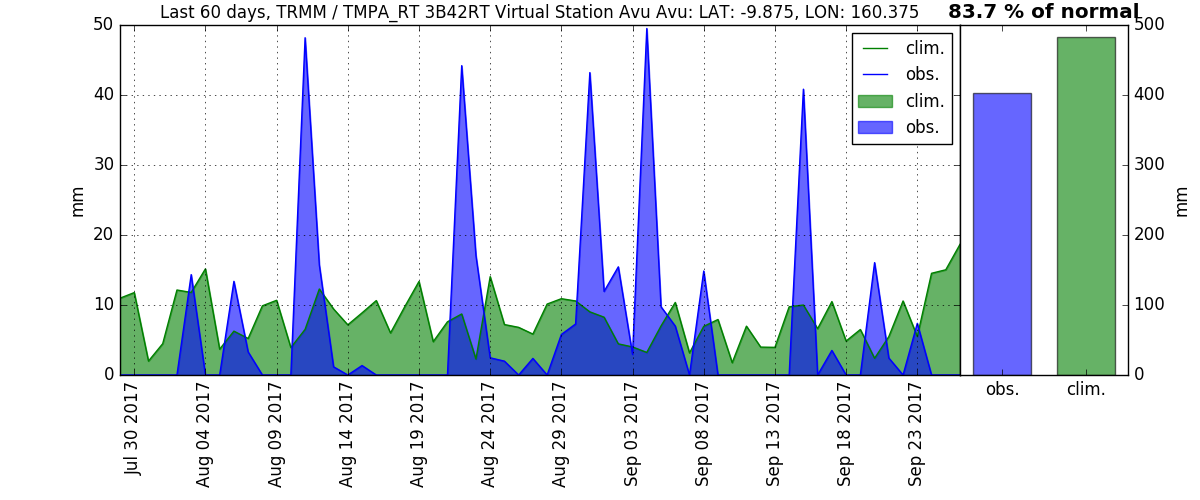 Last 60 days, TRMM / TMPA_RT 3B42RT Virtual Station Avu Avu: LAT: -9.875, LON: 160.375
83.7 % of normal
50
40
30
20
10
0
mm
clim.
obs.
clim.
obs.
500
400
300
200
100
0
mm
Jul 30 2017
Aug 04 2017
Aug 09 2017
Aug 14 2017
Aug 19 2017
Aug 24 2017
Aug 29 2017
Sep 03 2017
Sep 08 2017
Sep 13 2017
Sep 18 2017
Sep 23 2017
obs.
clim.